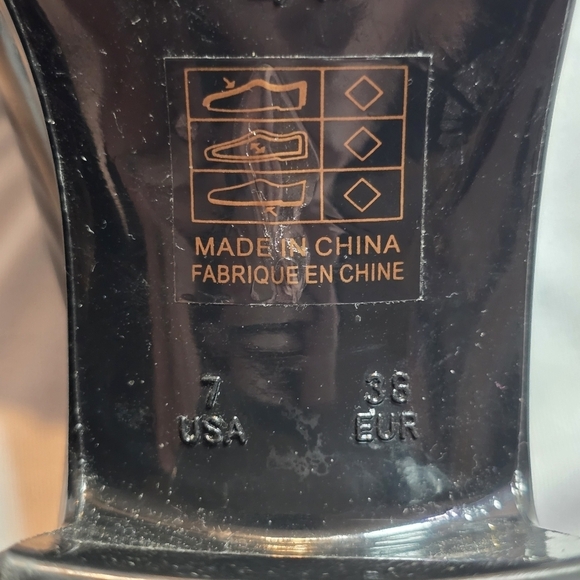 MADE IN CHINA
FABRIQUE EN CHINE
7 38
USA EUR